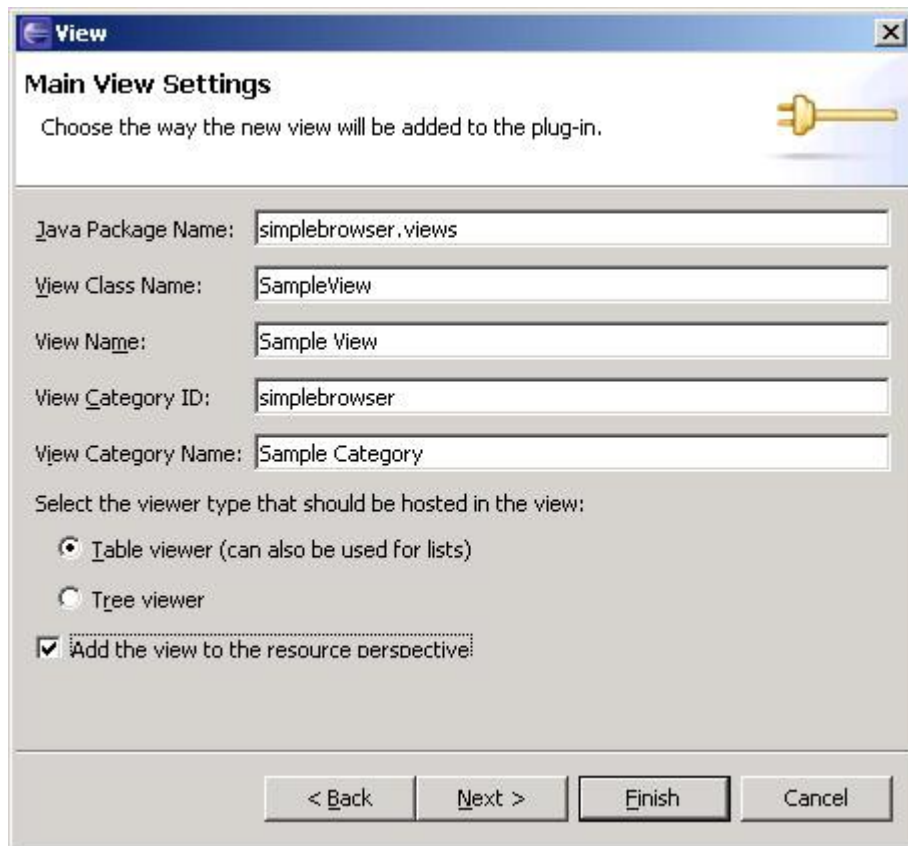 View
Main View Settings
Choose the way the new view will be added to the plug-in.
Java Package Name: simplebrowser.views
View Class Name: SampleView
View Name: Sample View
View Category ID: simplebrowser
View Category Name: Sample Category
Select the viewer type that should be hosted in the view:
Table viewer (can also be used for lists)
Tree viewer
Add the view to the resource perspective
< Back Next > Finish Cancel